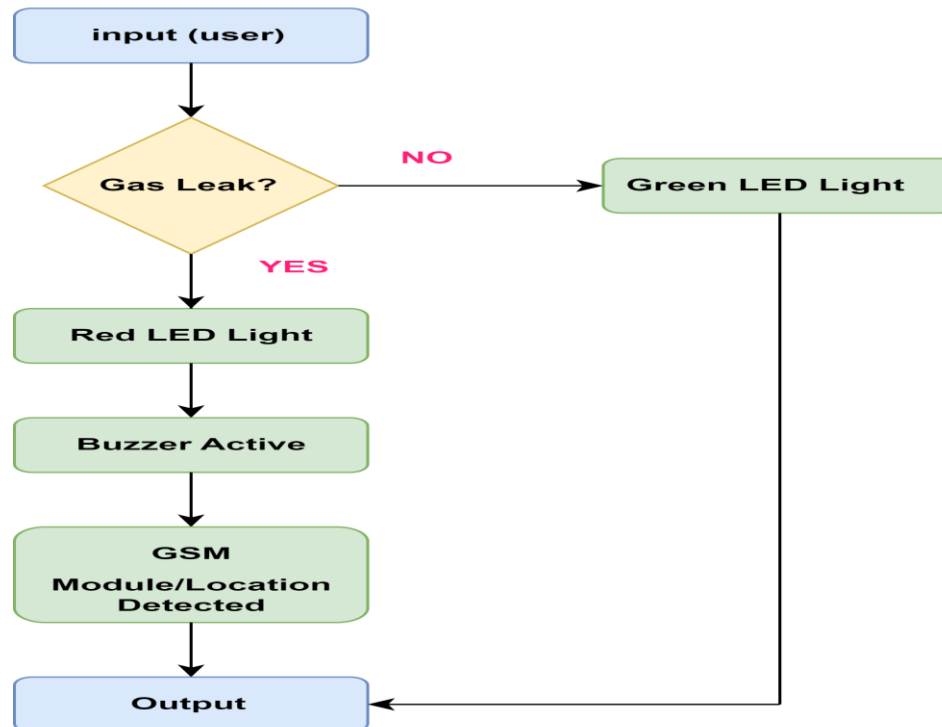 input (user)
NO
Gas Leak?
Green LED Light
YES
Red LED Light
Buzzer Active
GSM
Module/Location
Detected
Output